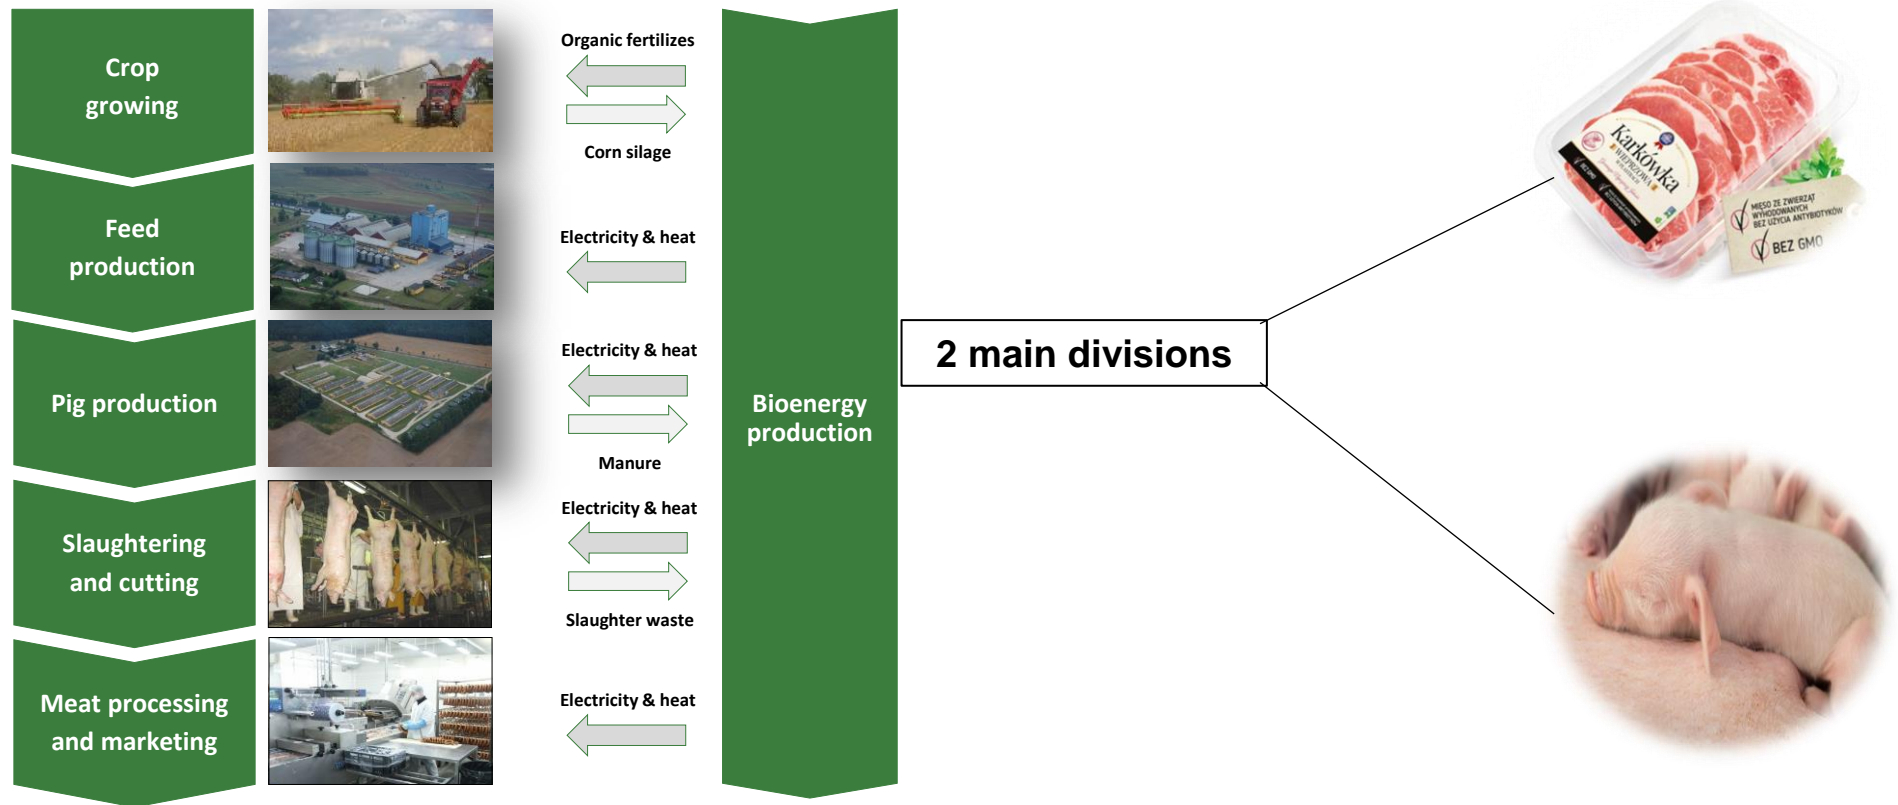 Crop
growing
Feed
production
Pig production
Slaughtering
and cutting
Meat processing
and marketing
Organic fertilizes
Corn silage
Electricity & heat
Electricity & heat
Manure
Electricity & heat
Slaughter waste
Electricity & heat
Bioenergy
production
2 main divisions
Karkówka
WIEPRZOWA
BEZ GMO
MIĘSO ZE ZWIERZĄT
WYHODOWANYCH
BEZ UŻYCIA ANTYBIOTYKÓW
BEZ GMO